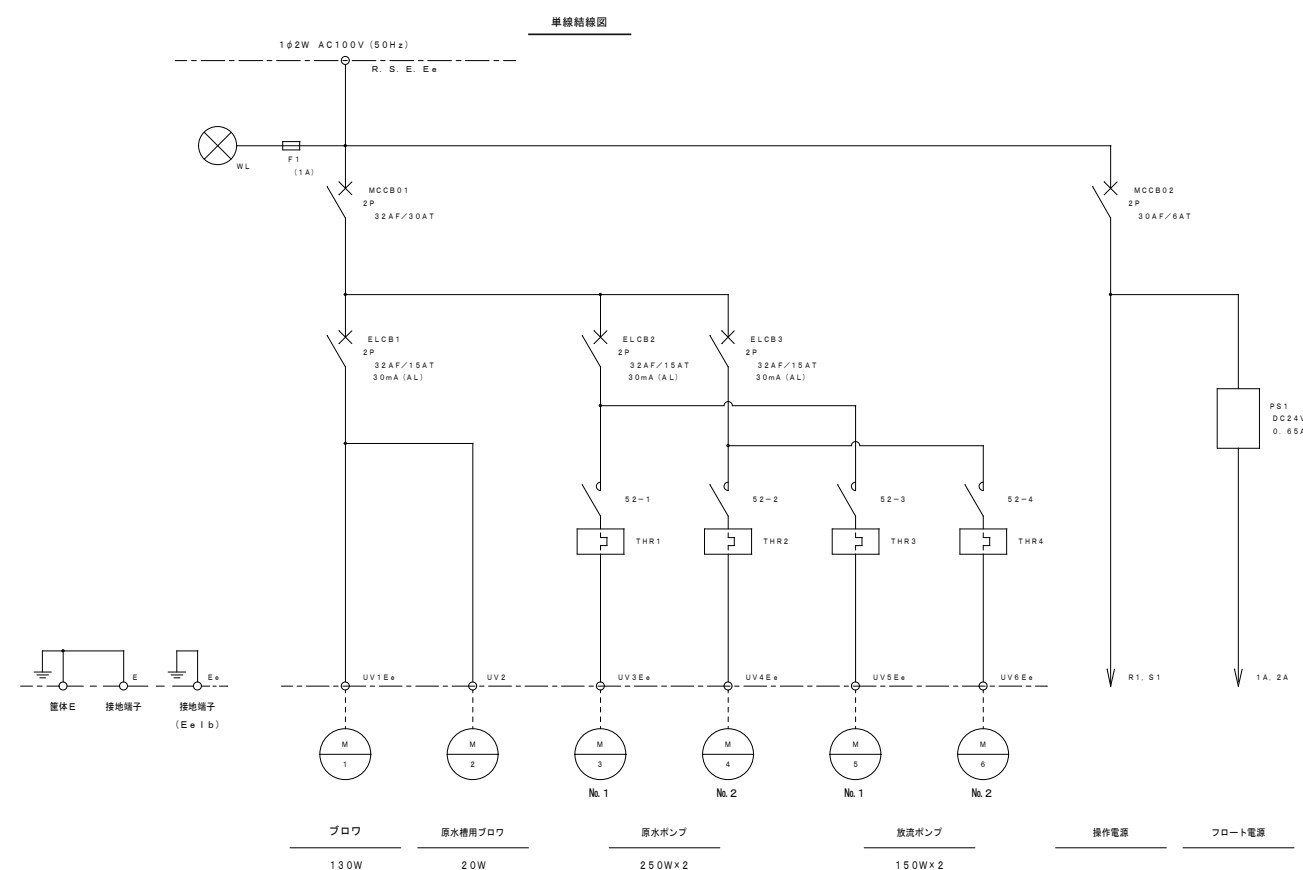 単線結線図
1φ2W AC100V (50Hz)
R. S. E. Ee
WL
F1
(1A)
MCCB01
2P
32AF/30AT
MCCB02
2P
30AF/6AT
ELCB1
2P
32AF/15AT
30mA (AL)
ELCB2
2P
32AF/15AT
30mA (AL)
ELCB3
2P
32AF/15AT
30mA (AL)
PS1
DC24V
0. 65A
52-1
52-2
52-3
52-4
THR1
THR2
THR3
THR4
E
Ee
UV1Ee
UV2
UV3Ee
UV4Ee
UV5Ee
UV6Ee
R1, S1
1A, 2A
筐体E
接地端子
接地端子
(Eelb)
M
1
M
2
M
3
M
4
M
5
M
6
№. 1
№. 2
№. 1
№. 2
ブロワ
原水槽用ブロワ
原水ポンプ
放流ポンプ
操作電源
フロート電源
130W
20W
250W×2
150W×2